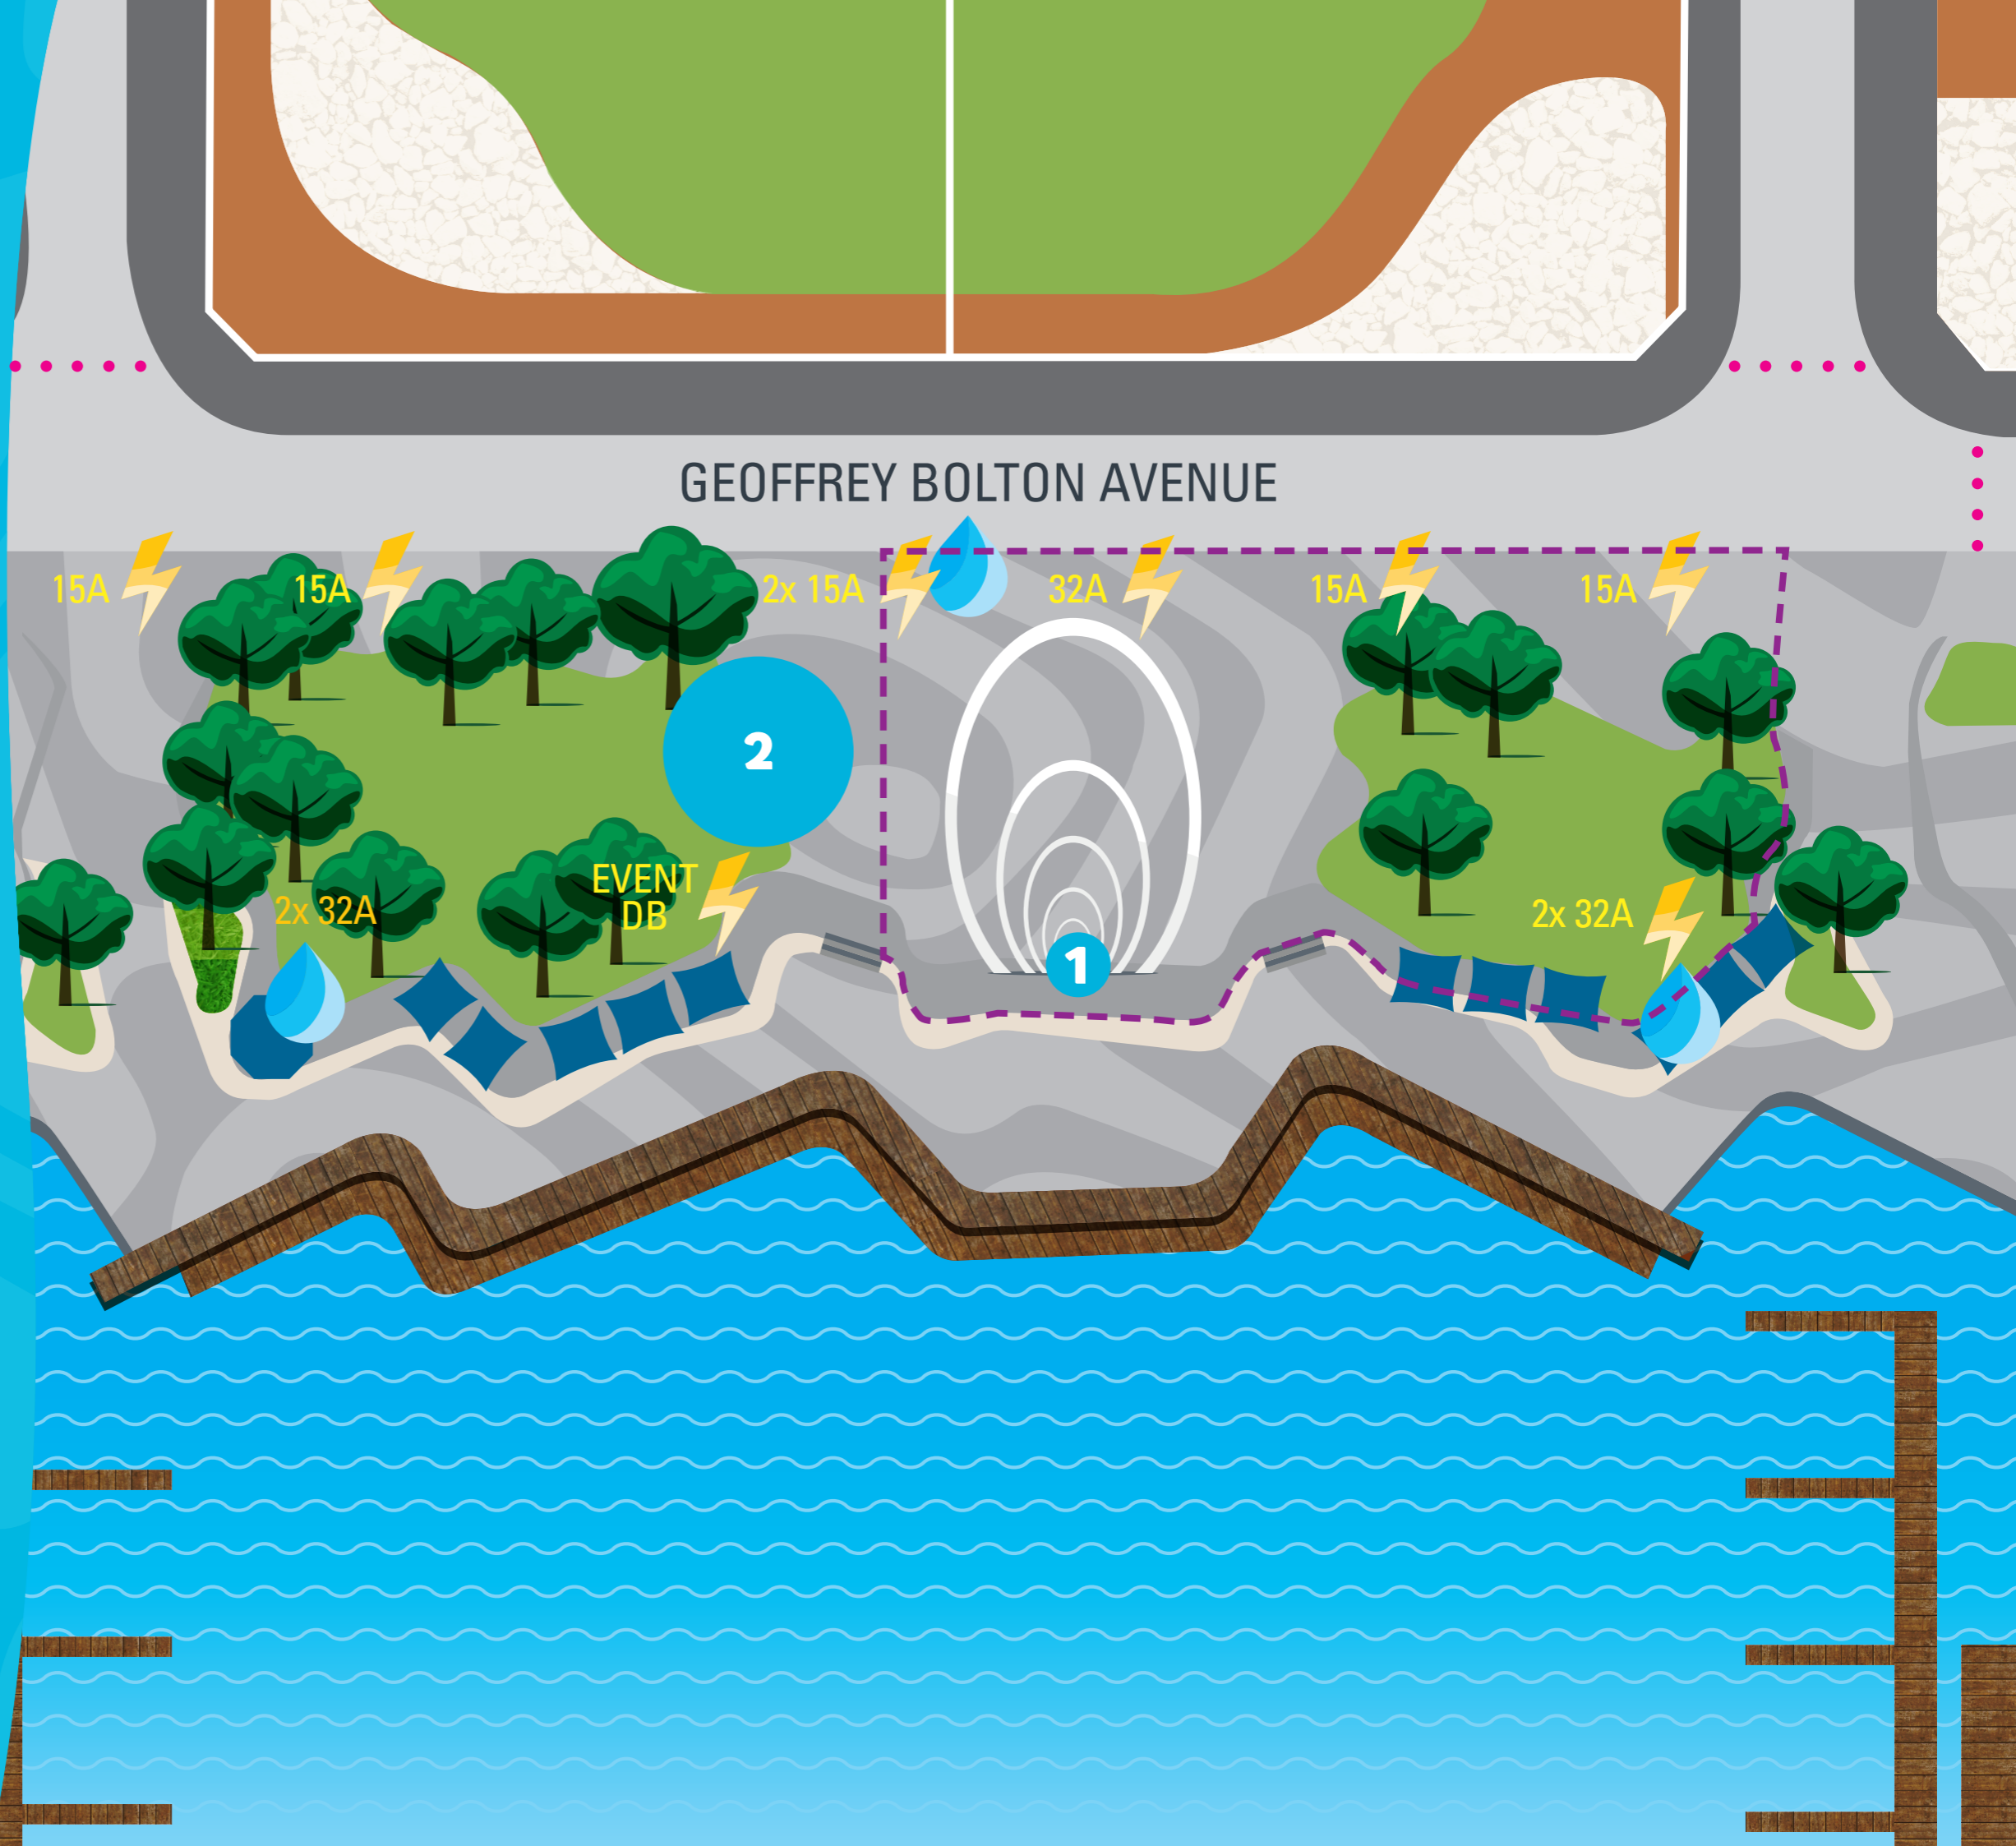 GEOFFREY BOLTON AVENUE
15A
15A
2x 15A
32A
15A
15A
2
EVENT
DB
2x 32A
2x 32A
1